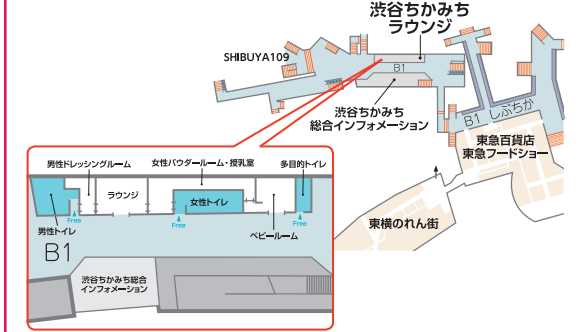 渋谷ちかみち
ラウンジ
SHIBUYA109
B1
渋谷ちかみち
総合インフォメーション
B1 しぶちか
東急百貨店
東急フードショー
東横のれん街
男性ドレッシングルーム
女性パウダールーム・授乳室
多目的トイレ
ラウンジ
女性トイレ
Free
Free
Free
男性トイレ
ベビールーム
B1
渋谷ちかみち総合
インフォメーション